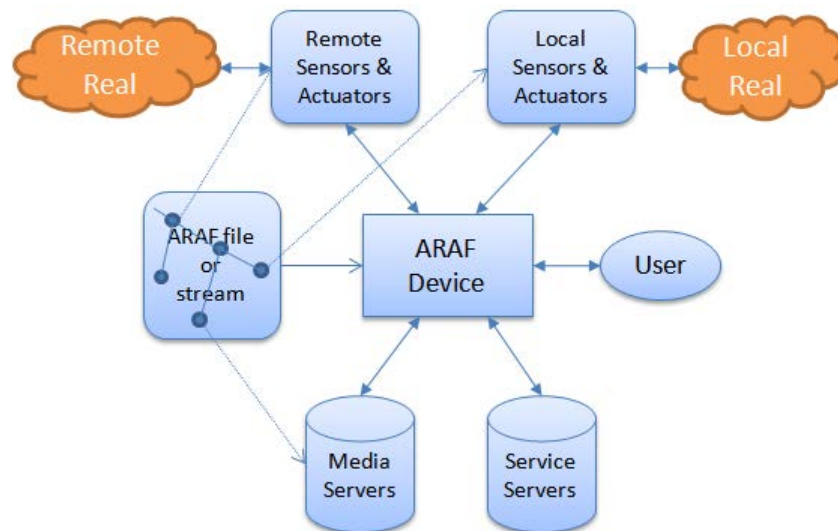 Remote
Real
Remote
Sensors &
Actuators
Local
Sensors &
Actuators
Local
Real
ARAF file
or
stream
ARAF
Device
User
Media
Servers
Service
Servers